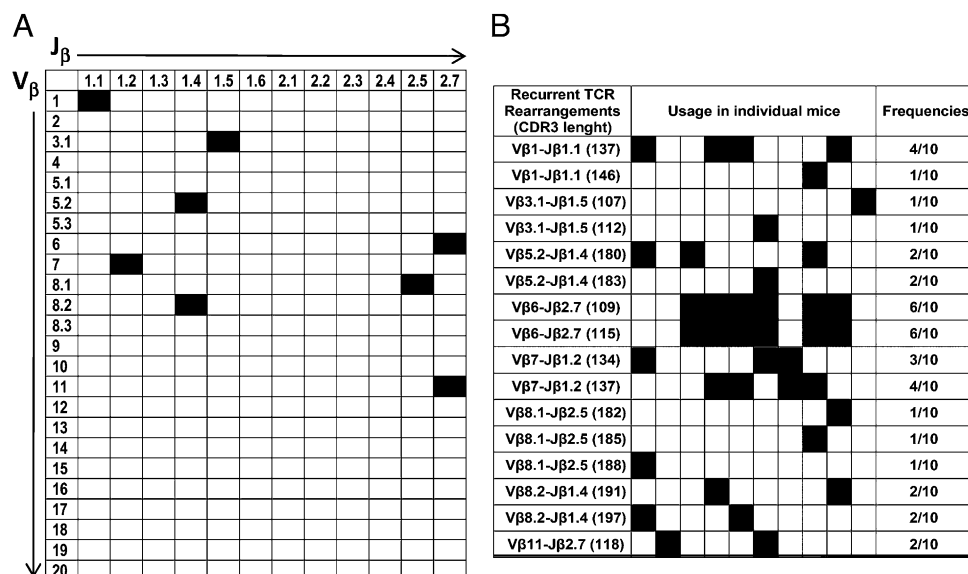 A
B
Jβ
Vβ
1.1 1.2 1.3 1.4 1.5 1.6 2.1 2.2 2.3 2.4 2.5 2.7
1
2
3.1
4
5.1
5.2
5.3
6
7
8.1
8.2
8.3
9
10
11
12
13
14
15
16
17
18
19
20
Recurrent TCR
Rearrangements
(CDR3 lenght)
Usage in individual mice
Frequencies
Vβ1-Jβ1.1 (137) 4/10
Vβ1-Jβ1.1 (146) 1/10
Vβ3.1-Jβ1.5 (107) 1/10
Vβ3.1-Jβ1.5 (112) 1/10
Vβ5.2-Jβ1.4 (180) 2/10
Vβ5.2-Jβ1.4 (183) 2/10
Vβ6-Jβ2.7 (109) 6/10
Vβ6-Jβ2.7 (115) 6/10
Vβ7-Jβ1.2 (134) 3/10
Vβ7-Jβ1.2 (137) 4/10
Vβ8.1-Jβ2.5 (182) 1/10
Vβ8.1-Jβ2.5 (185) 1/10
Vβ8.1-Jβ2.5 (188) 1/10
Vβ8.2-Jβ1.4 (191) 2/10
Vβ8.2-Jβ1.4 (197) 2/10
Vβ11-Jβ2.7 (118) 2/10